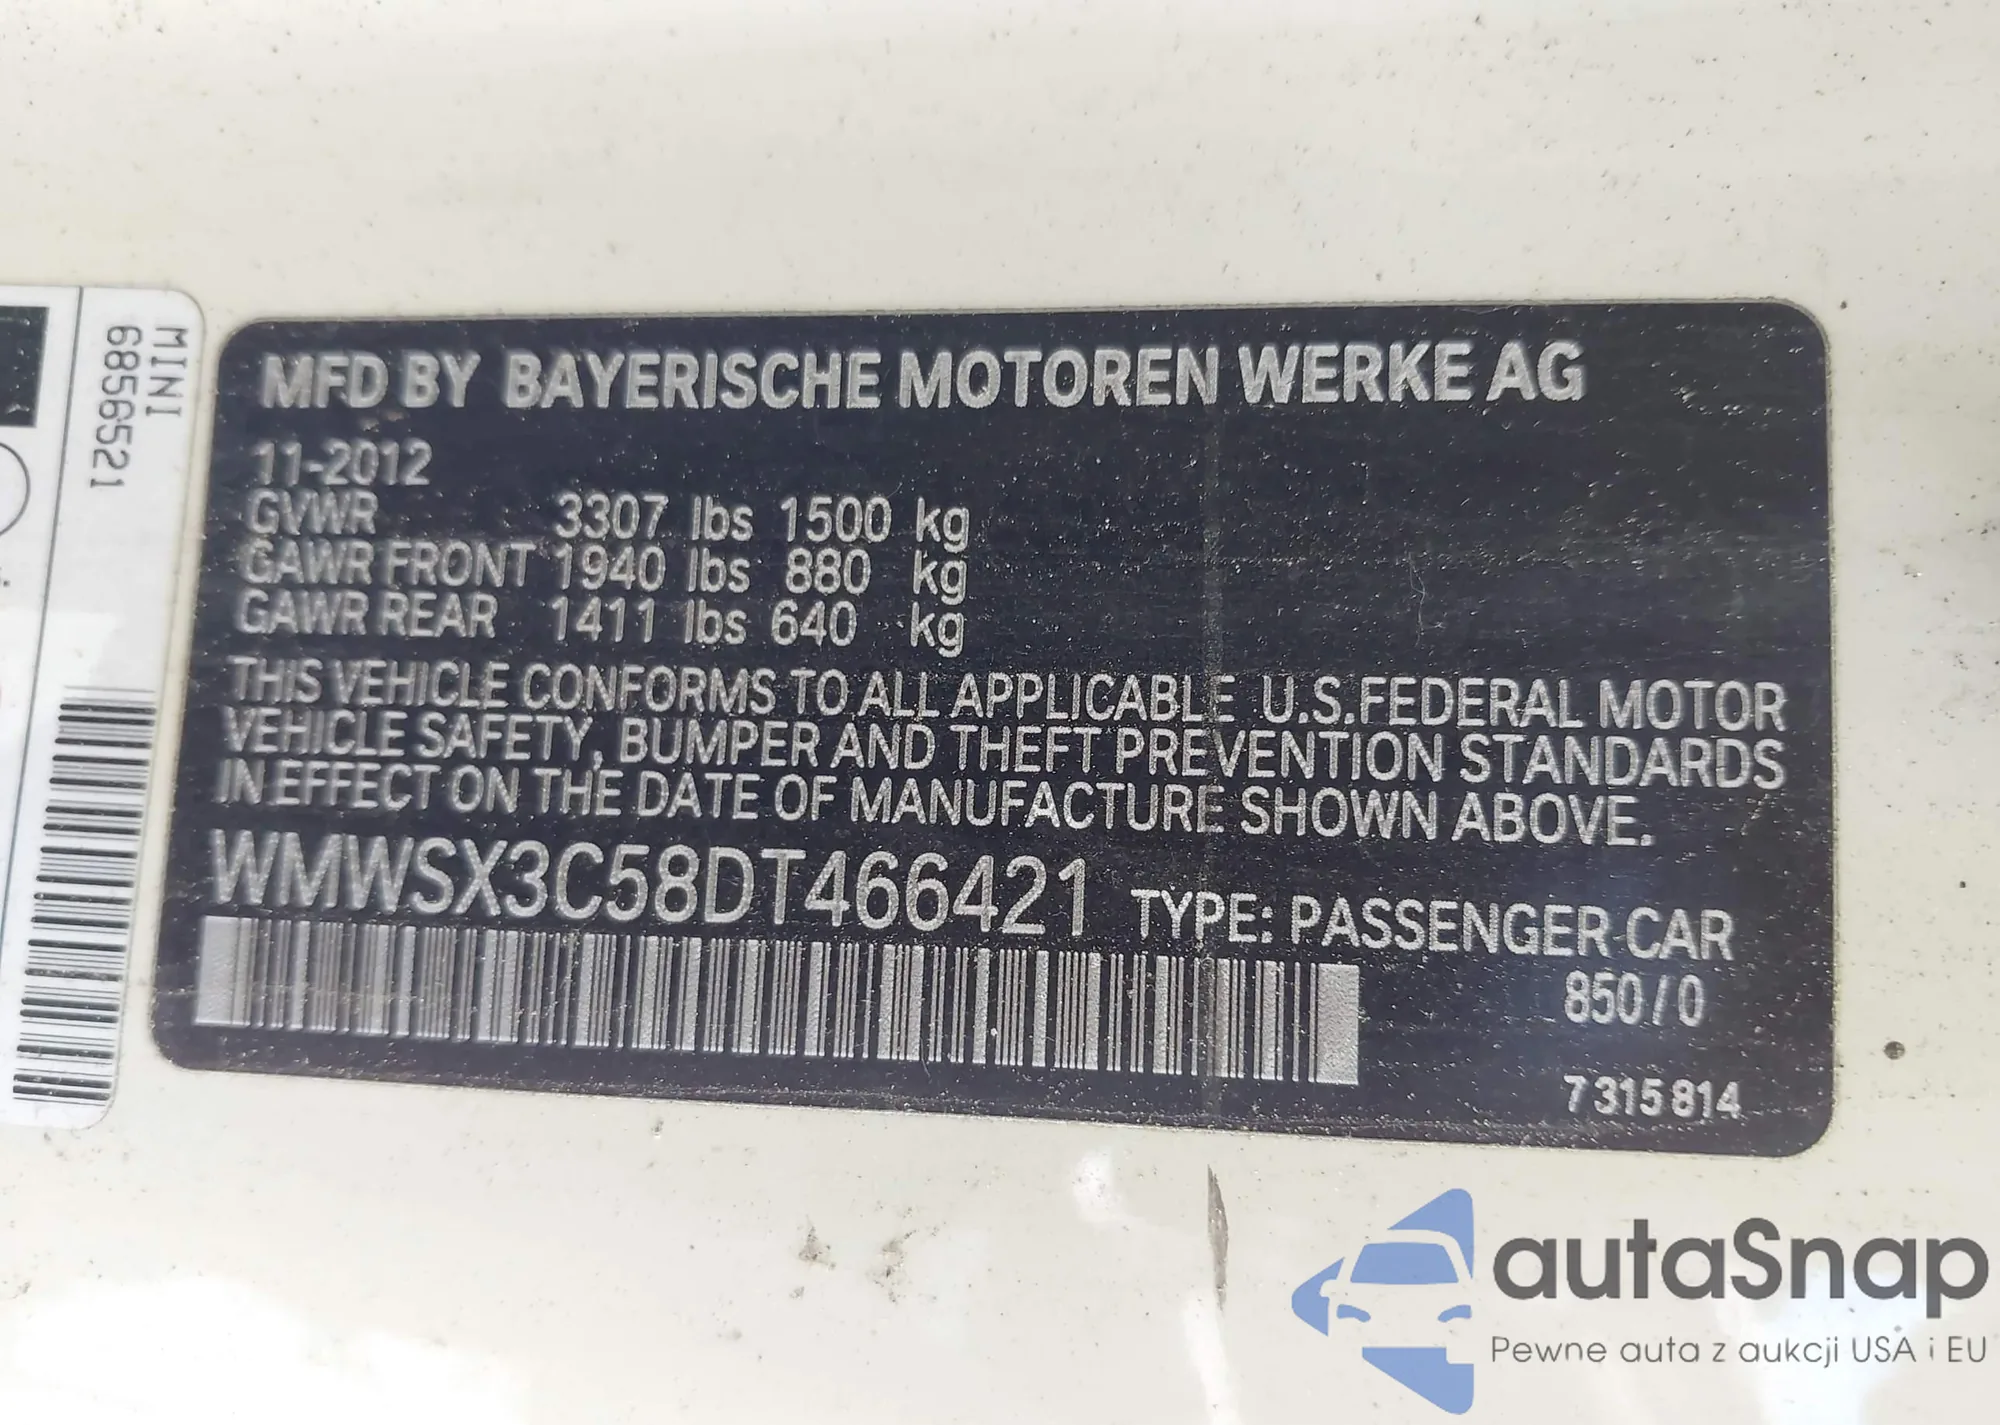 MINI
6856521
MFD BY BAYERISCHE MOTOREN WERKE AG
11-2012
GVWR 3307 lbs 1500 kg
GAWR FRONT 1940 lbs 880 kg
GAWR REAR 1411 lbs 640 kg
THIS VEHICLE CONFORMS TO ALL APPLICABLE U.S.FEDERAL MOTOR
VEHICLE SAFETY, BUMPER AND THEFT PREVENTION STANDARDS
IN EFFECT ON THE DATE OF MANUFACTURE SHOWN ABOVE.
WMWSX3C58DT466421 TYPE: PASSENGER CAR
850/0
7 315 814
autaSnap
Pewne auta z aukcji USA i EU